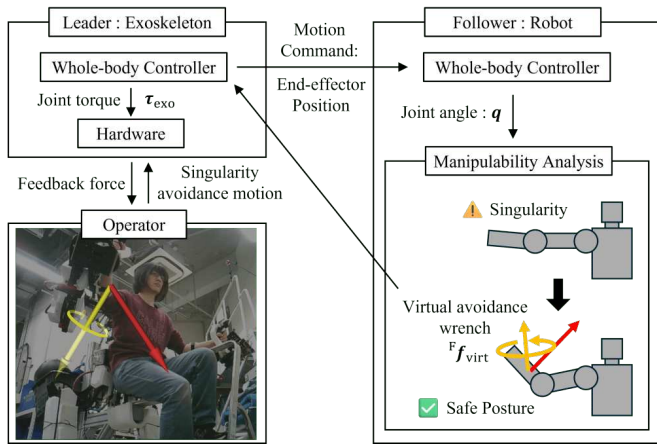 Leader : Exoskeleton
Whole-body Controller
Joint torque
τexo
Hardware
Feedback force
Singularity
avoidance motion
Operator
Motion
Command:
End-effector
Position
Follower : Robot
Whole-body Controller
Joint angle : q
Manipulability Analysis
Singularity
Virtual avoidance
wrench
Ffvirt
Safe Posture